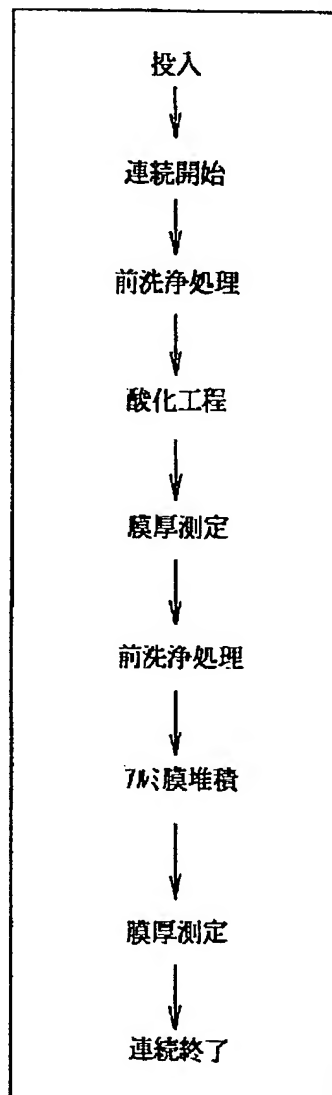 投入
連続開始
前洗浄処理
酸化工程
膜厚測定
前洗浄処理
アルミ膜堆積
膜厚測定
連続終了